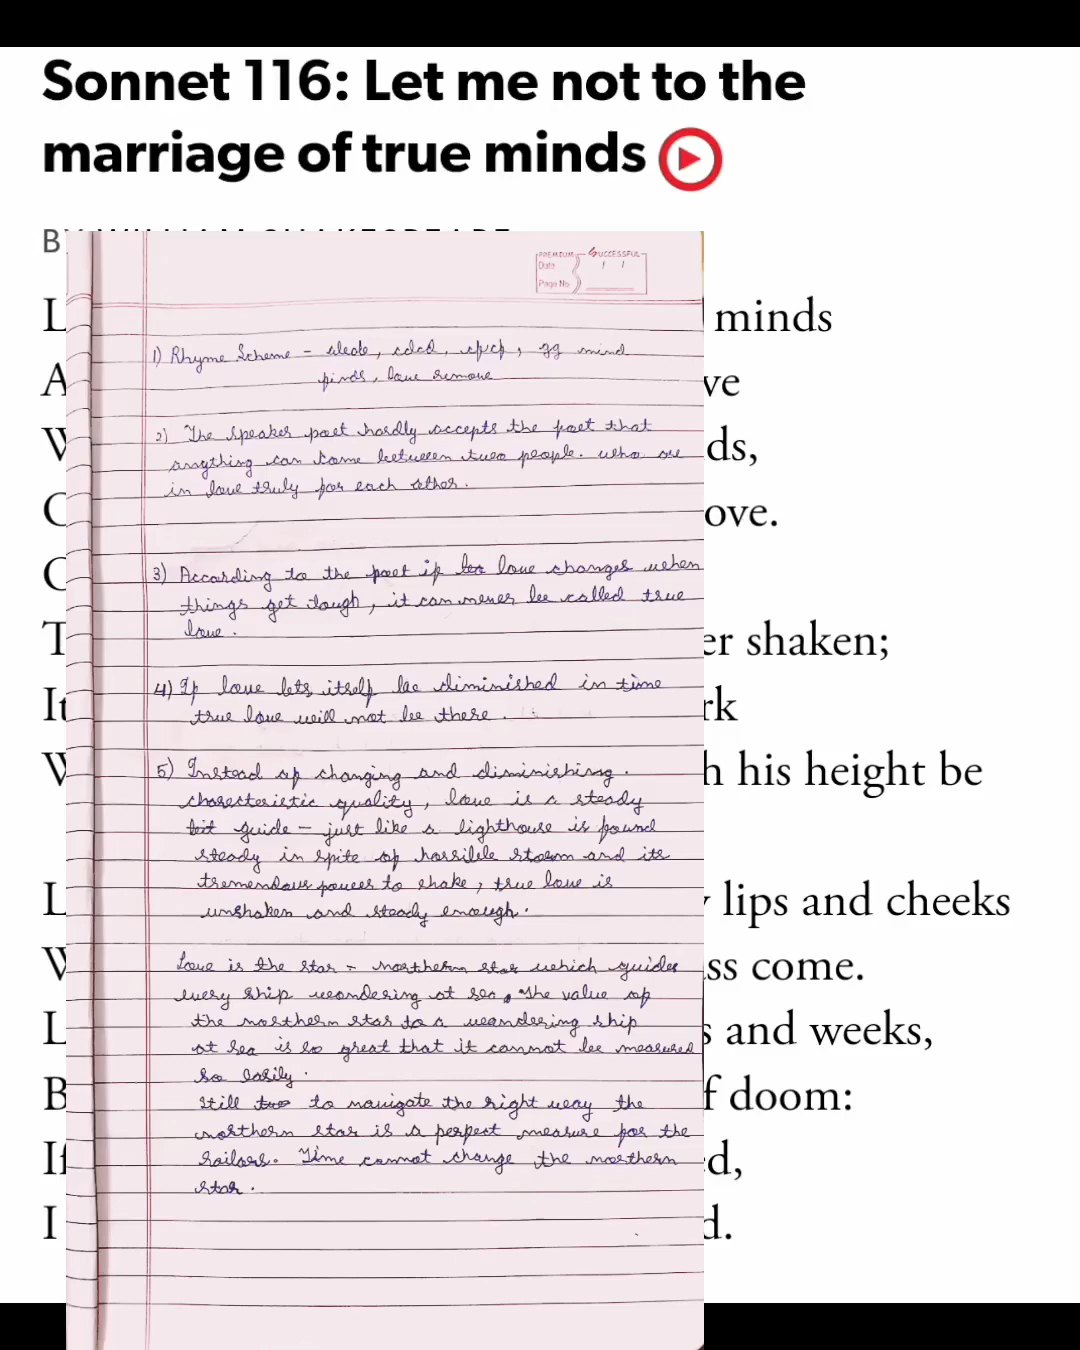 Sonnet 116: Let me not to the
marriage of true minds
BY WILLIAM SHAKESPEARE
L minds
A ve
W ds,
O ove.
O
T er shaken;
It rk
W h his height be
L lips and cheeks
W ss come.
L s and weeks,
B f doom:
If d,
I d.
PREMIUM SUCCESSFUL
Date / /
Page No.
1) Rhyme Scheme - abab, cdcd, efef, gg mind
finds, love remove
2) The speaker poet hardly accepts the fact that
anything can come between two people. who are
in love truly for each other.
3) According to the poet if love changes when
things get tough, it can never be called true
love.
4) If love lets itself be diminished in time
true love will not be there.
5) Instead of changing and diminishing.
charecteristic quality, love is a steady
guide - just like a lighthouse is found
steady in spite of horrible storm and its
tremendous power to shake, true love is
unshaken and steady enough.
Love is the star - northern star which guides
every ship wandering at sea. The value of
the northern star to a wandering ship
at sea is so great that it cannot be measured
so easily.
Still to navigate the right way the
northern star is a perfect measure for the
sailors. Time cannot change the northern
star.